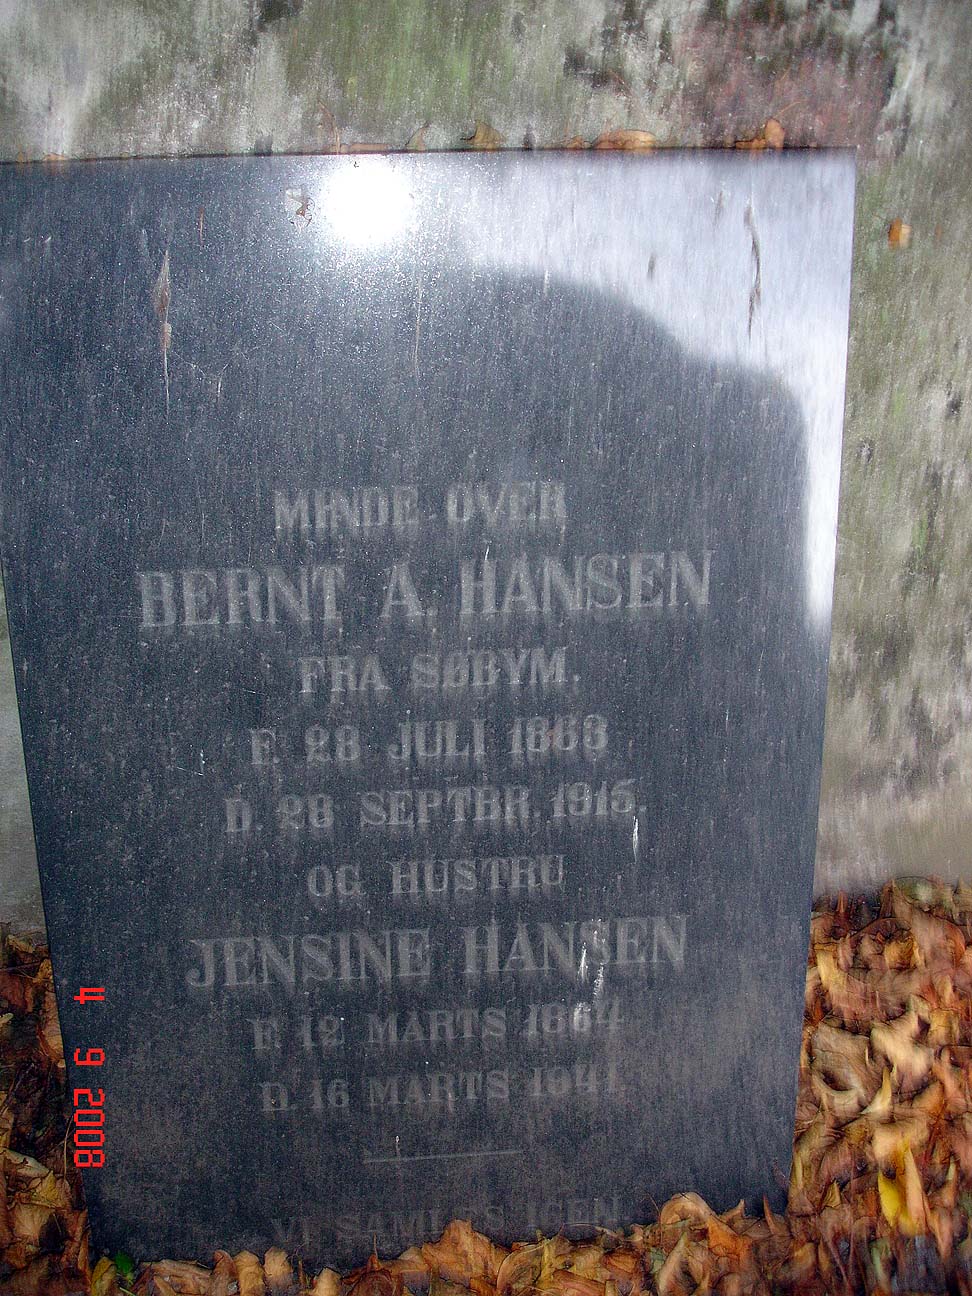 MINDE OVER
BERNT A. HANSEN
FRA SØBYM.
F. 28 JULI 1863
D. 28 SEPTBR. 1915.
OG HUSTRU
JENSINE HANSEN
F. 12 MARTS 1864
D. 16 MARTS 1941
VI SAMLES IGEN
4 9 2008